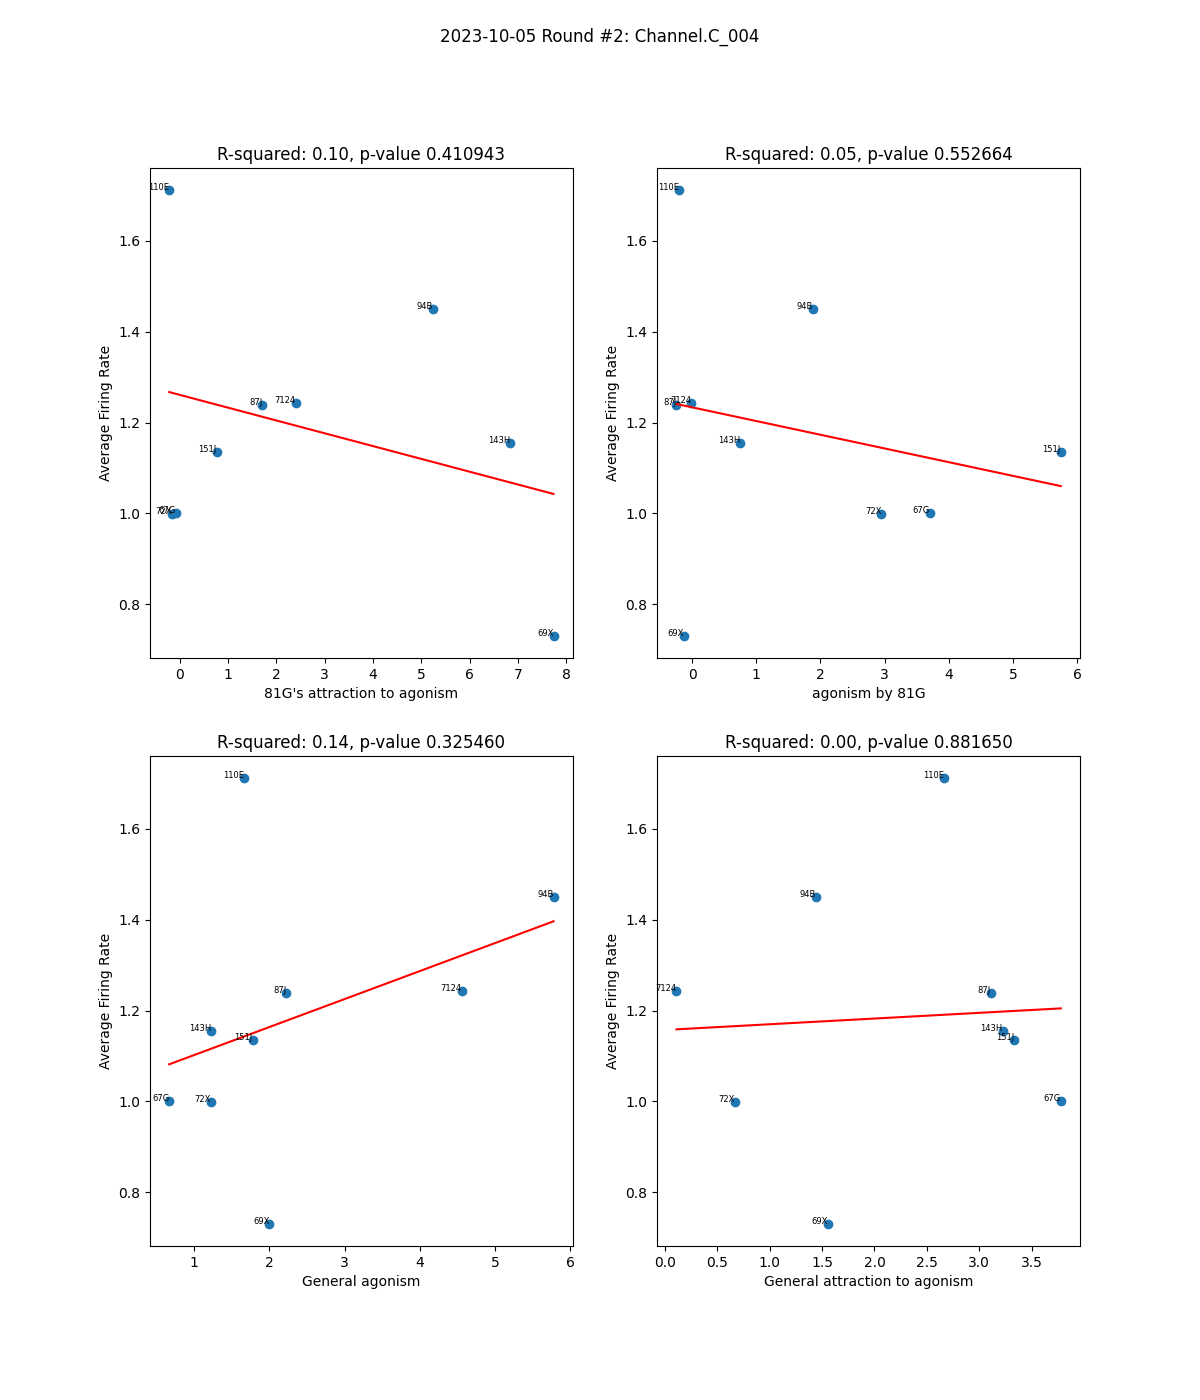 2023-10-05 Round #2: Channel.C_004
R-squared: 0.10, p-value 0.410943
110E
94B
87J
7124
143H
151J
72X
67G
69X
1.6
1.4
1.2
1.0
0.8
Average Firing Rate
0 1 2 3 4 5 6 7 8
81G's attraction to agonism
R-squared: 0.05, p-value 0.552664
110E
94B
87J
7124
143H
151J
72X
67G
69X
1.6
1.4
1.2
1.0
0.8
Average Firing Rate
0 1 2 3 4 5 6
agonism by 81G
R-squared: 0.14, p-value 0.325460
110E
94B
87J
7124
143H
151J
67G
72X
69X
1.6
1.4
1.2
1.0
0.8
Average Firing Rate
1 2 3 4 5 6
General agonism
R-squared: 0.00, p-value 0.881650
110E
94B
7124
87J
143H
151J
72X
67G
69X
1.6
1.4
1.2
1.0
0.8
Average Firing Rate
0.0 0.5 1.0 1.5 2.0 2.5 3.0 3.5
General attraction to agonism